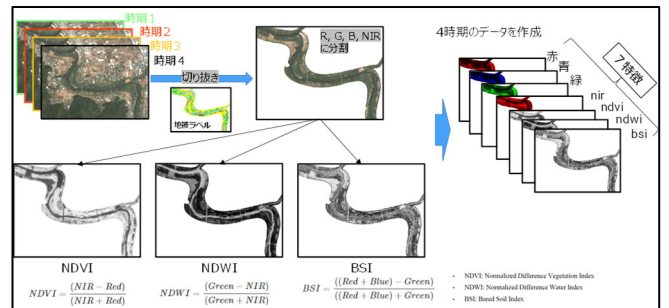 時期1
時期2
時期3
時期4
切り抜き
地被ラベル
R, G, B, NIR
に分割
4時期のデータを作成
7特徴
赤
青
緑
nir
ndvi
ndwi
bsi
NDVI
NDWI
BSI
NDVI = (NIR − Red) / (NIR + Red)
NDWI = (Green − NIR) / (Green + NIR)
BSI = ((Red + Blue) − Green) / ((Red + Blue) + Green)
- NDVI: Normalized Difference Vegetation Index
- NDWI: Normalized Difference Water Index
- BSI: Bared Soil Index